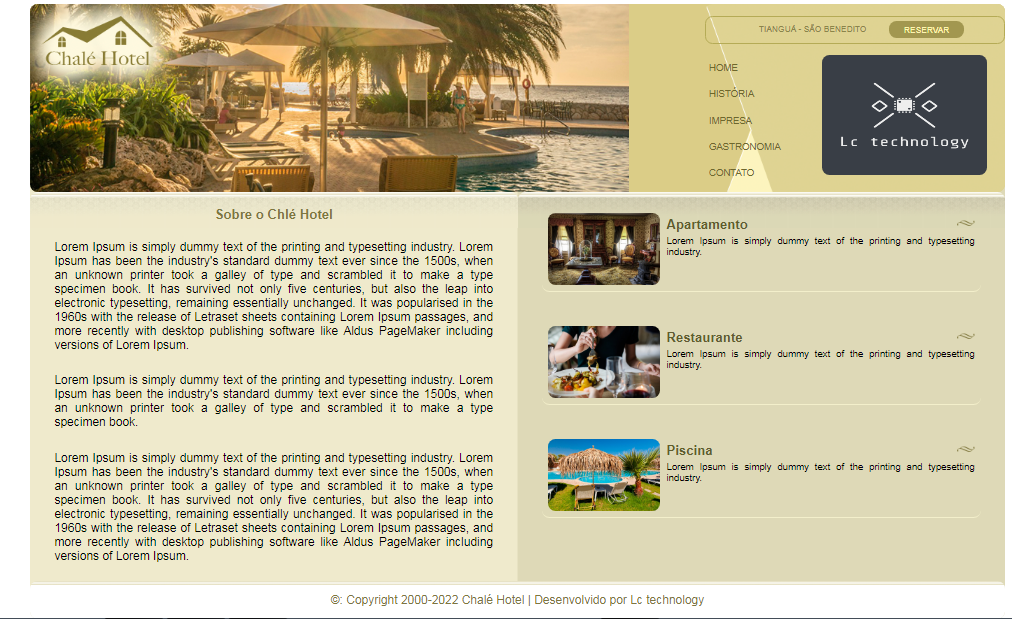 Chalé Hotel
TIANGUÁ - SÃO BENEDITO
RESERVAR
HOME
HISTÓRIA
IMPRESA
GASTRONOMIA
CONTATO
Lc technology
Sobre o Chlé Hotel
Lorem Ipsum is simply dummy text of the printing and typesetting industry. Lorem
Ipsum has been the industry's standard dummy text ever since the 1500s, when
an unknown printer took a galley of type and scrambled it to make a type
specimen book. It has survived not only five centuries, but also the leap into
electronic typesetting, remaining essentially unchanged. It was popularised in the
1960s with the release of Letraset sheets containing Lorem Ipsum passages, and
more recently with desktop publishing software like Aldus PageMaker including
versions of Lorem Ipsum.
Lorem Ipsum is simply dummy text of the printing and typesetting industry. Lorem
Ipsum has been the industry's standard dummy text ever since the 1500s, when
an unknown printer took a galley of type and scrambled it to make a type
specimen book.
Lorem Ipsum is simply dummy text of the printing and typesetting industry. Lorem
Ipsum has been the industry's standard dummy text ever since the 1500s, when
an unknown printer took a galley of type and scrambled it to make a type
specimen book. It has survived not only five centuries, but also the leap into
electronic typesetting, remaining essentially unchanged. It was popularised in the
1960s with the release of Letraset sheets containing Lorem Ipsum passages, and
more recently with desktop publishing software like Aldus PageMaker including
versions of Lorem Ipsum.
Apartamento
Lorem Ipsum is simply dummy text of the printing and typesetting
industry.
Restaurante
Lorem Ipsum is simply dummy text of the printing and typesetting
industry.
Piscina
Lorem Ipsum is simply dummy text of the printing and typesetting
industry.
©: Copyright 2000-2022 Chalé Hotel | Desenvolvido por Lc technology